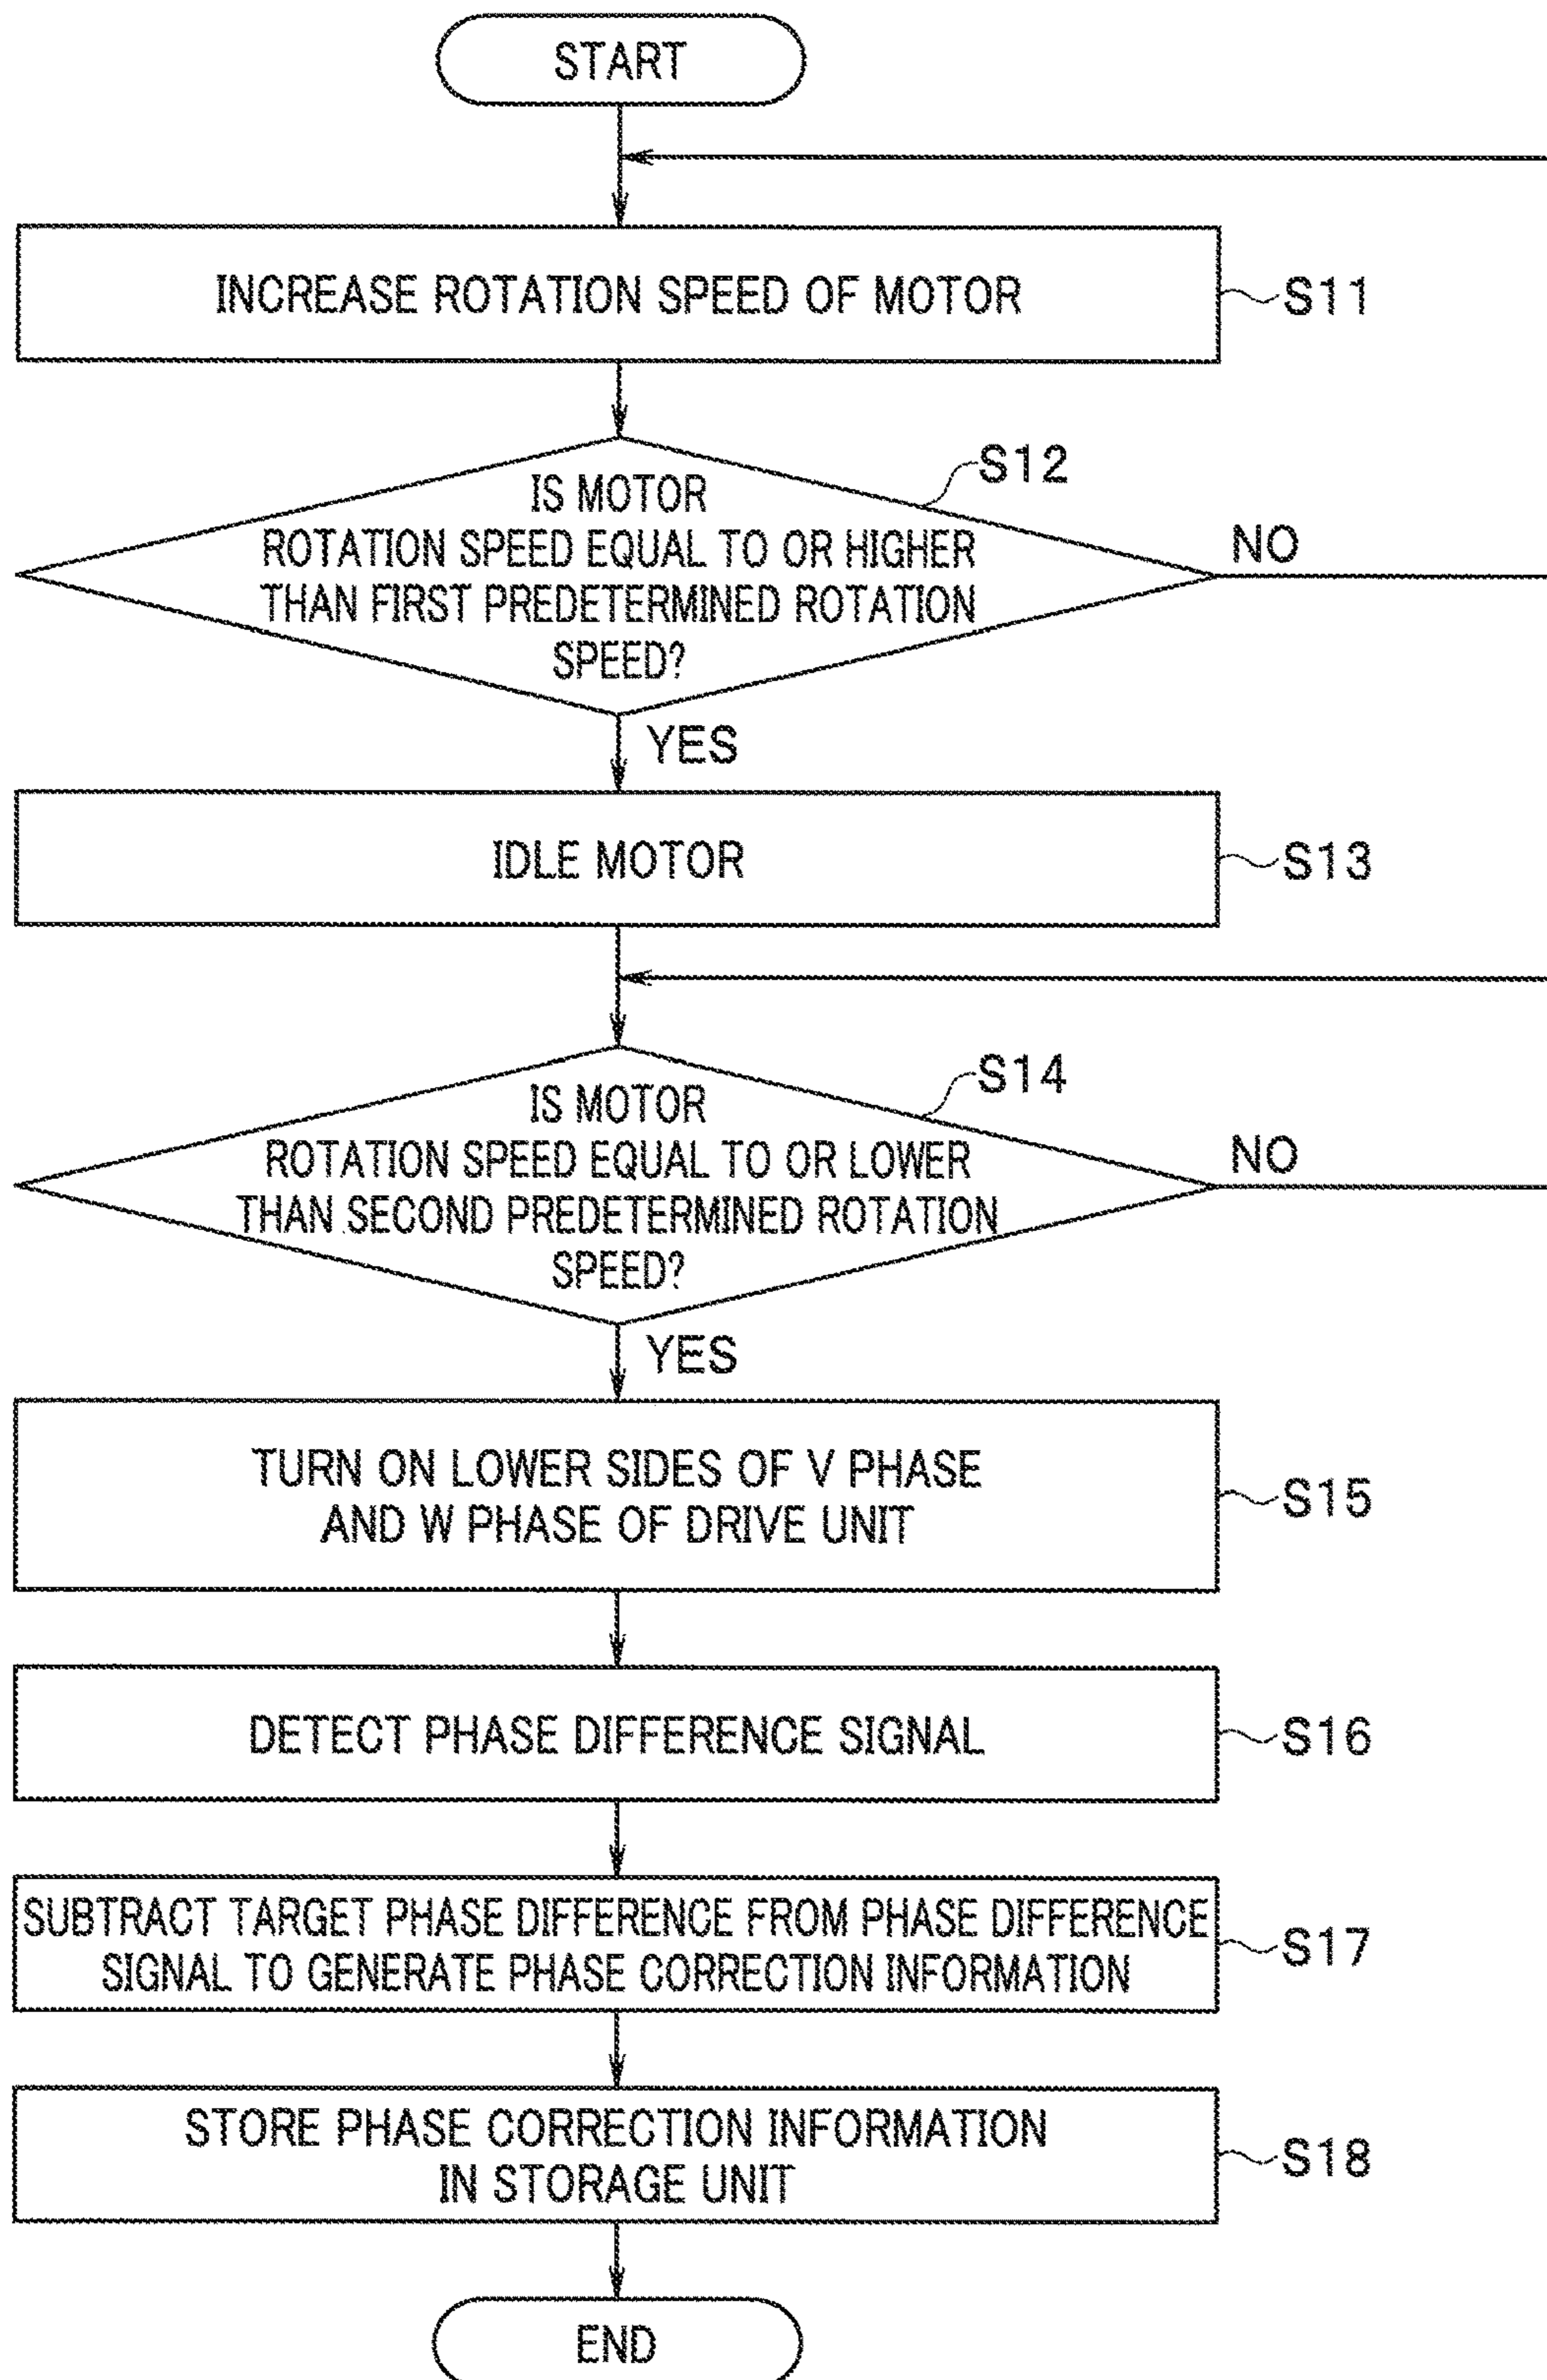 START
INCREASE ROTATION SPEED OF MOTOR
S11
S12
IS MOTOR
ROTATION SPEED EQUAL TO OR HIGHER
THAN FIRST PREDETERMINED ROTATION
SPEED?
NO
YES
IDLE MOTOR
S13
S14
IS MOTOR
ROTATION SPEED EQUAL TO OR LOWER
THAN SECOND PREDETERMINED ROTATION
SPEED?
NO
YES
TURN ON LOWER SIDES OF V PHASE
AND W PHASE OF DRIVE UNIT
S15
DETECT PHASE DIFFERENCE SIGNAL
S16
SUBTRACT TARGET PHASE DIFFERENCE FROM PHASE DIFFERENCE
SIGNAL TO GENERATE PHASE CORRECTION INFORMATION
S17
STORE PHASE CORRECTION INFORMATION
IN STORAGE UNIT
S18
END